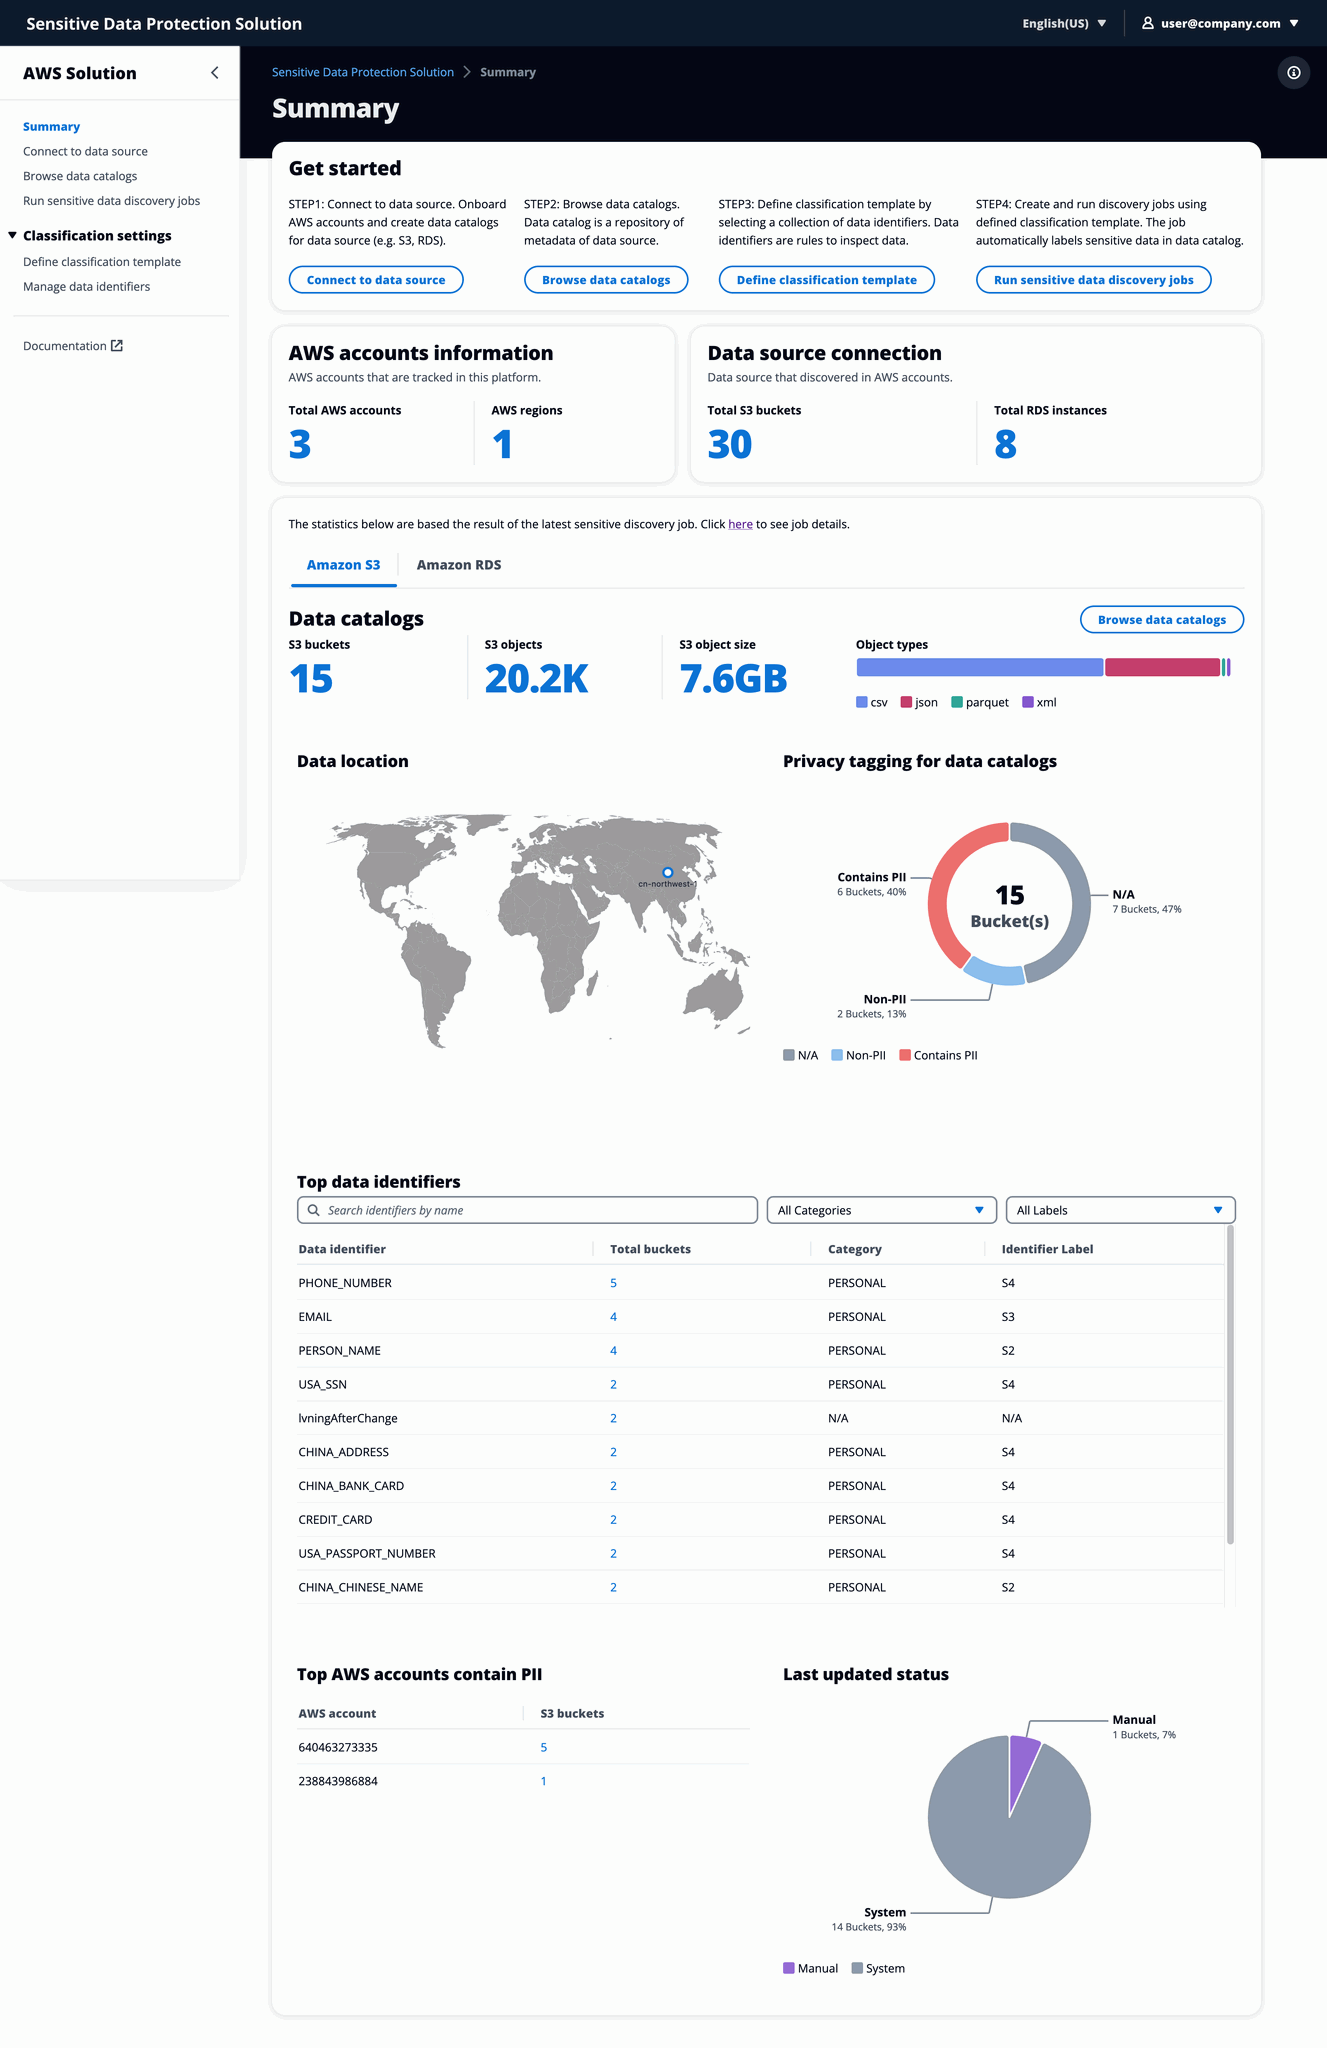 Sensitive Data Protection Solution
English(US)
user@company.com
AWS Solution
Summary
Connect to data source
Browse data catalogs
Run sensitive data discovery jobs
Classification settings
Define classification template
Manage data identifiers
Documentation
Sensitive Data Protection Solution > Summary
Summary
Get started
STEP1: Connect to data source. Onboard
AWS accounts and create data catalogs
for data source (e.g. S3, RDS).
Connect to data source
STEP2: Browse data catalogs.
Data catalog is a repository of
metadata of data source.
Browse data catalogs
STEP3: Define classification template by
selecting a collection of data identifiers. Data
identifiers are rules to inspect data.
Define classification template
STEP4: Create and run discovery jobs using
defined classification template. The job
automatically labels sensitive data in data catalog.
Run sensitive data discovery jobs
AWS accounts information
AWS accounts that are tracked in this platform.
Total AWS accounts
3
AWS regions
1
Data source connection
Data source that discovered in AWS accounts.
Total S3 buckets
30
Total RDS instances
8
The statistics below are based the result of the latest sensitive discovery job. Click here to see job details.
Amazon S3
Amazon RDS
Data catalogs
Browse data catalogs
S3 buckets
15
S3 objects
20.2K
S3 object size
7.6GB
Object types
csv json parquet xml
Data location
cn-northwest-1
Privacy tagging for data catalogs
Contains PII
6 Buckets, 40%
15
Bucket(s)
N/A
7 Buckets, 47%
Non-PII
2 Buckets, 13%
N/A Non-PII Contains PII
Top data identifiers
Search identifiers by name
All Categories
All Labels
Data identifier Total buckets Category Identifier Label
PHONE_NUMBER 5 PERSONAL S4
EMAIL 4 PERSONAL S3
PERSON_NAME 4 PERSONAL S2
USA_SSN 2 PERSONAL S4
lvningAfterChange 2 N/A N/A
CHINA_ADDRESS 2 PERSONAL S4
CHINA_BANK_CARD 2 PERSONAL S4
CREDIT_CARD 2 PERSONAL S4
USA_PASSPORT_NUMBER 2 PERSONAL S4
CHINA_CHINESE_NAME 2 PERSONAL S2
Top AWS accounts contain PII
AWS account S3 buckets
640463273335 5
238843986884 1
Last updated status
Manual
1 Buckets, 7%
System
14 Buckets, 93%
Manual System